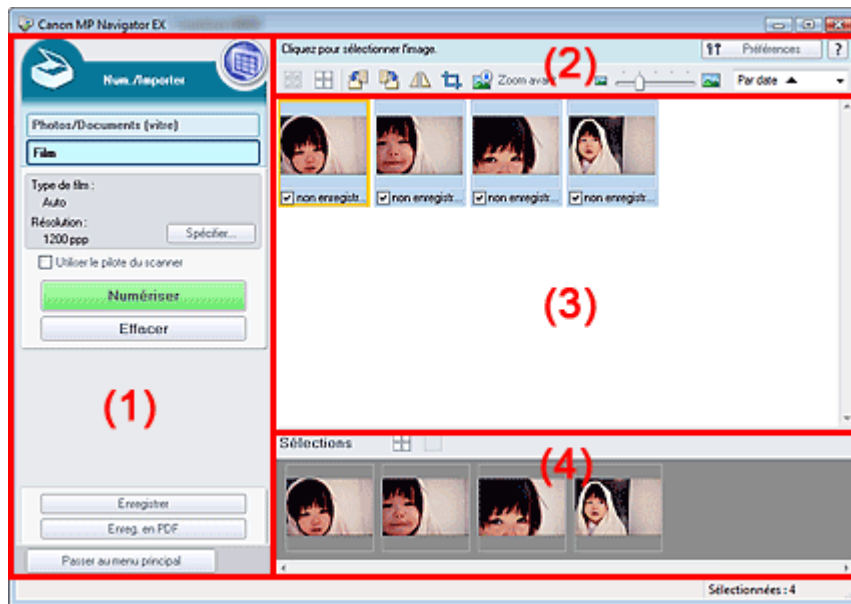 Canon MP Navigator EX
Num./Importer
Photos/Documents (vitre)
Film
Type de film :
Auto
Résolution :
1200 ppp
Spécifier...
Utiliser le pilote du scanner
Numériser
Effacer
(1)
Enregistrer
Enreg. en PDF
Passer au menu principal
Cliquez pour sélectionner l'image.
Préférences
?
(2)
Zoom avant
Par date
non enregistr...
non enregistr...
non enregistr...
non enregistr...
(3)
Sélections
(4)
Sélectionnées : 4